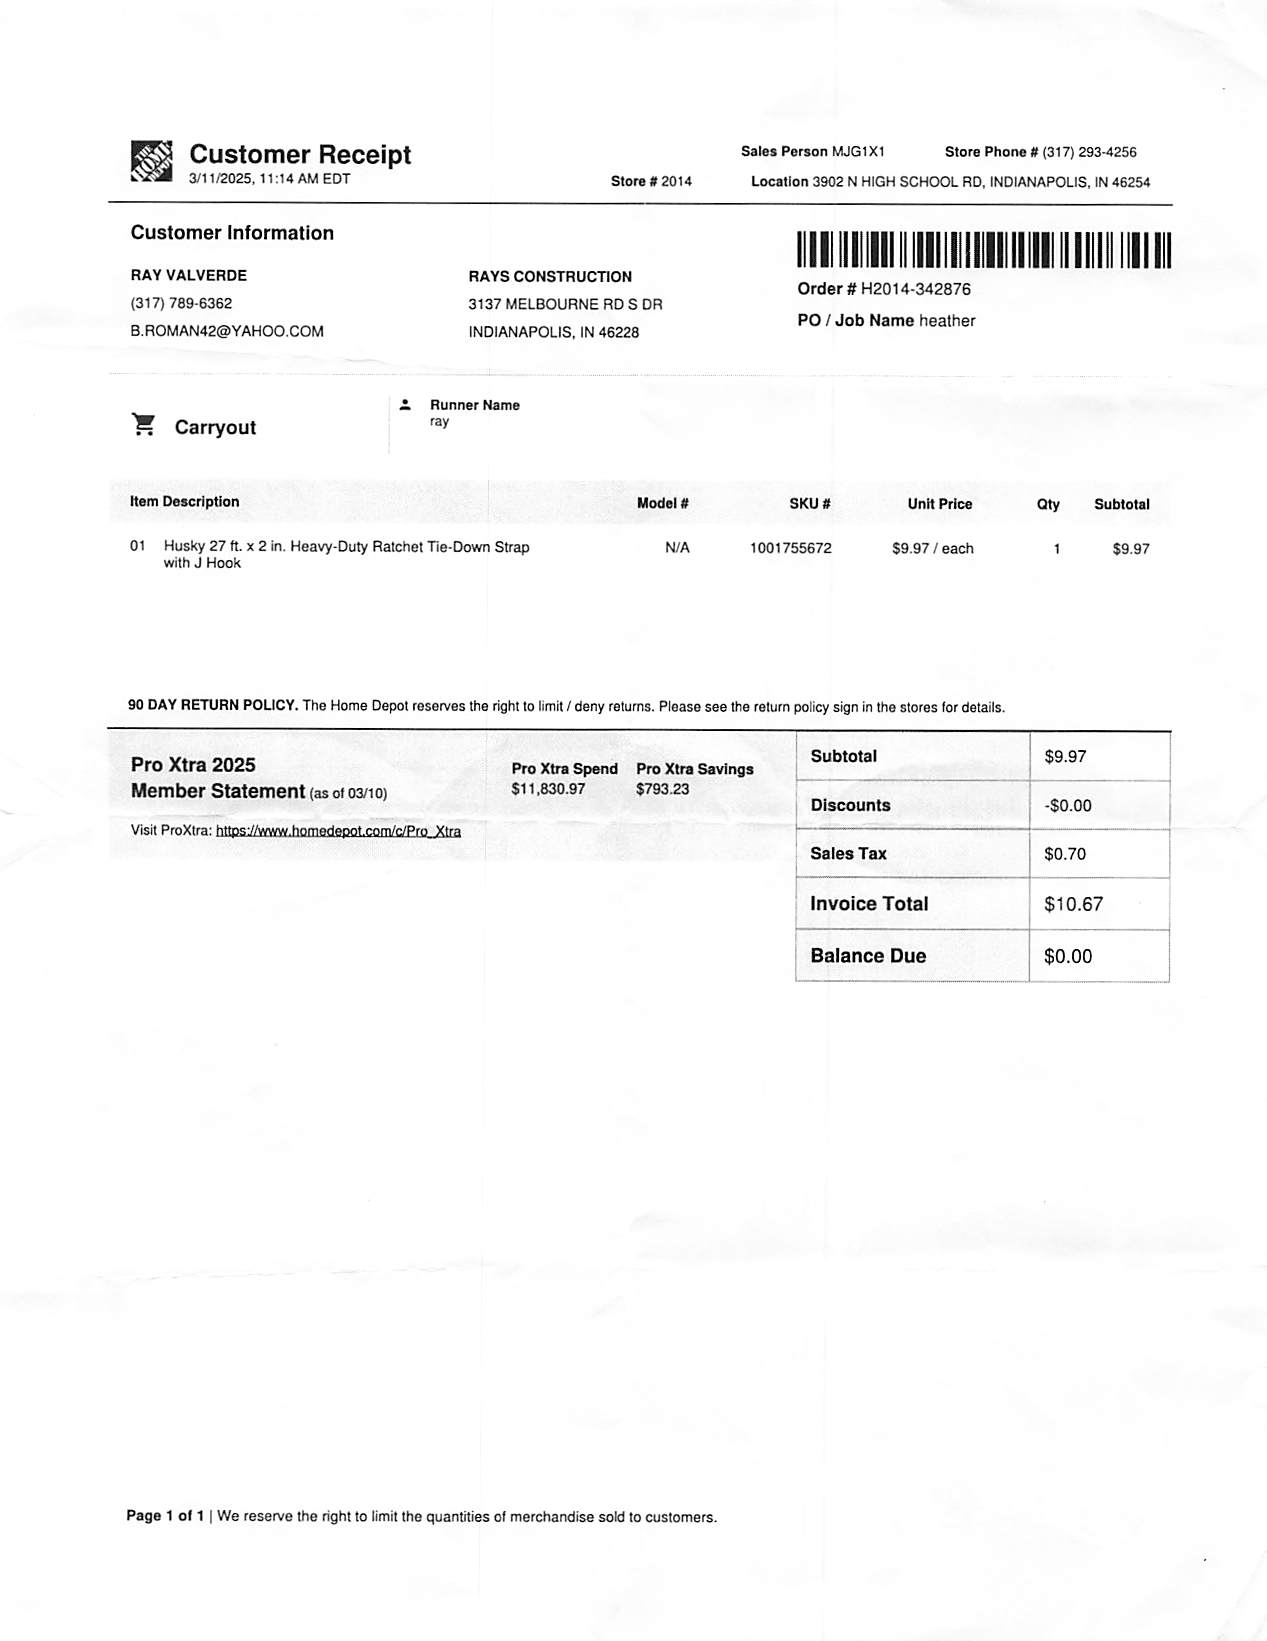 THE HOME DEPOT
Customer Receipt
3/11/2025, 11:14 AM EDT
Sales Person MJG1X1 Store Phone # (317) 293-4256
Store # 2014 Location 3902 N HIGH SCHOOL RD, INDIANAPOLIS, IN 46254
Customer Information
RAY VALVERDE
(317) 789-6362
B.ROMAN42@YAHOO.COM
RAYS CONSTRUCTION
3137 MELBOURNE RD S DR
INDIANAPOLIS, IN 46228
Order # H2014-342876
PO / Job Name heather
Carryout
Runner Name
ray
Item Description Model # SKU # Unit Price Qty Subtotal
01 Husky 27 ft. x 2 in. Heavy-Duty Ratchet Tie-Down Strap N/A 1001755672 $9.97 / each 1 $9.97
with J Hook
90 DAY RETURN POLICY. The Home Depot reserves the right to limit / deny returns. Please see the return policy sign in the stores for details.
Pro Xtra 2025
Member Statement (as of 03/10)
Visit ProXtra: https://www.homedepot.com/c/Pro_Xtra
Pro Xtra Spend Pro Xtra Savings
$11,830.97 $793.23
Subtotal $9.97
Discounts -$0.00
Sales Tax $0.70
Invoice Total $10.67
Balance Due $0.00
Page 1 of 1 | We reserve the right to limit the quantities of merchandise sold to customers.